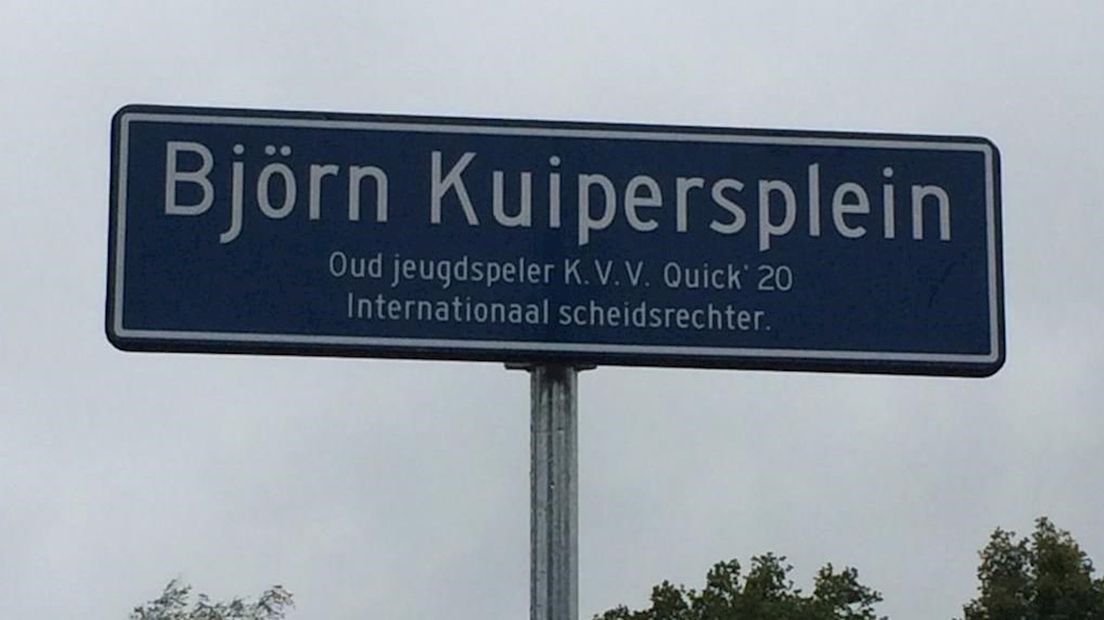 Björn Kuipersplein
Oud jeugdspeler K.V.V. Quick' 20
Internationaal scheidsrechter.